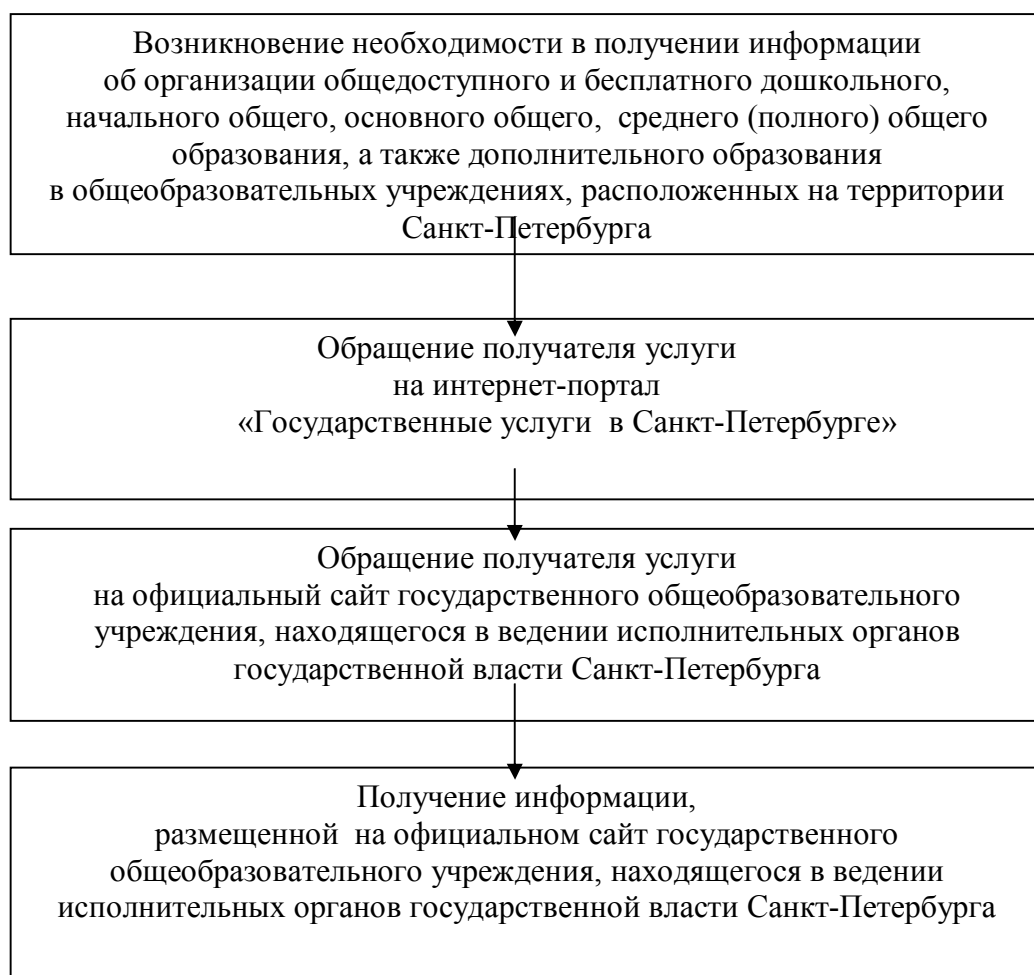 Возникновение необходимости в получении информации
об организации общедоступного и бесплатного дошкольного,
начального общего, основного общего,  среднего (полного) общего
образования, а также дополнительного образования
в общеобразовательных учреждениях, расположенных на территории
Санкт-Петербурга
Обращение получателя услуги
на интернет-портал
«Государственные услуги  в Санкт-Петербурге»
Обращение получателя услуги
на официальный сайт государственного общеобразовательного
учреждения, находящегося в ведении исполнительных органов
государственной власти Санкт-Петербурга
Получение информации,
размещенной  на официальном сайт государственного
общеобразовательного учреждения, находящегося в ведении
исполнительных органов государственной власти Санкт-Петербурга